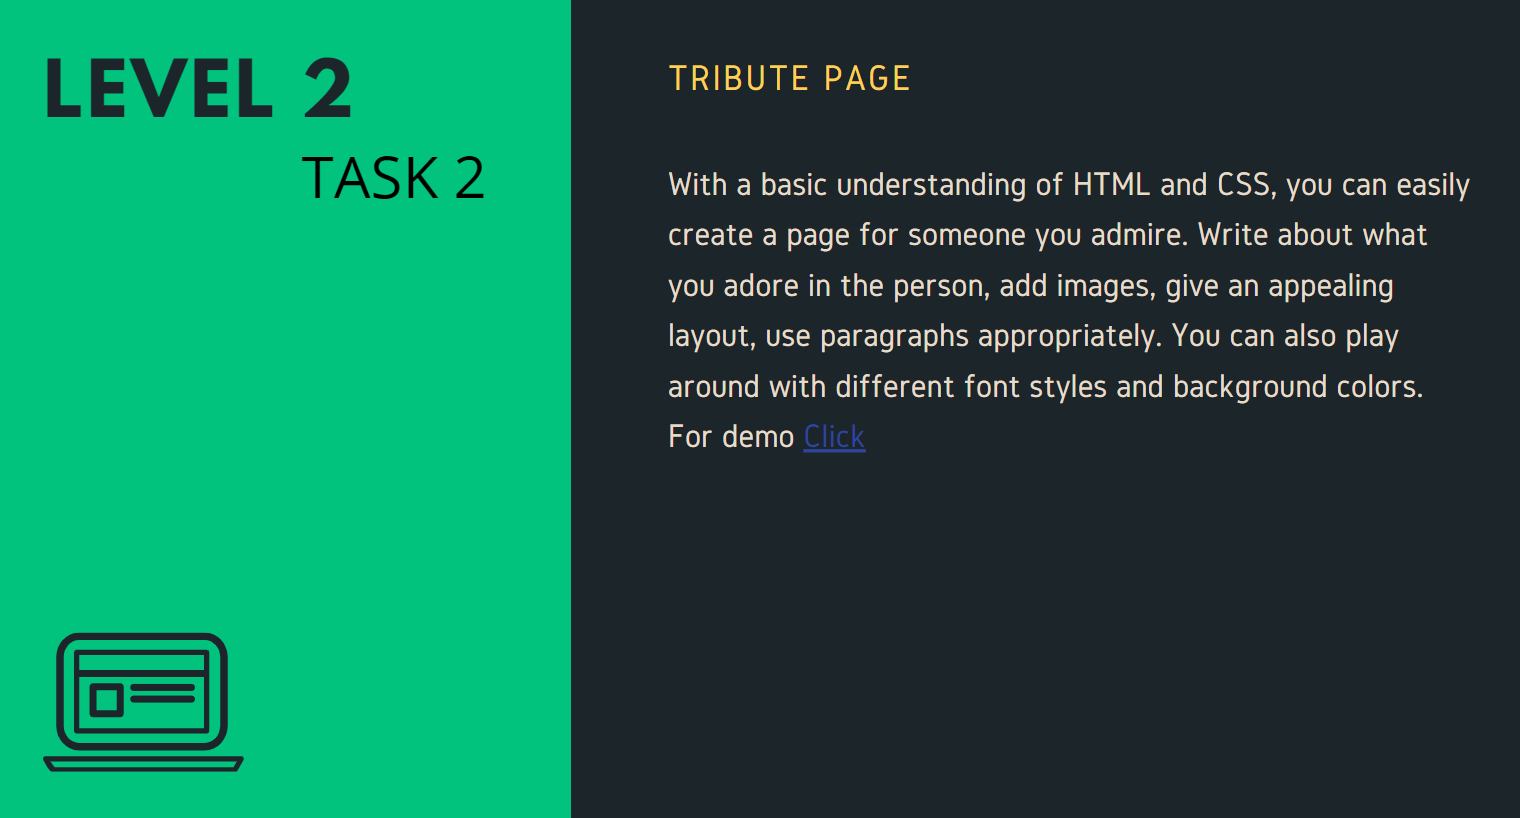 LEVEL 2
TASK 2
TRIBUTE PAGE
With a basic understanding of HTML and CSS, you can easily
create a page for someone you admire. Write about what
you adore in the person, add images, give an appealing
layout, use paragraphs appropriately. You can also play
around with different font styles and background colors.
For demo Click